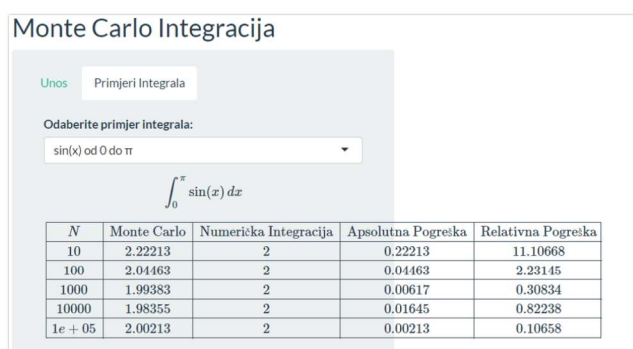 Monte Carlo Integracija
Unos Primjeri Integrala
Odaberite primjer integrala:
sin(x) od 0 do π
∫₀^π sin(x) dx
N Monte Carlo Numerička Integracija Apsolutna Pogreška Relativna Pogreška
10 2.22213 2 0.22213 11.10668
100 2.04463 2 0.04463 2.23145
1000 1.99383 2 0.00617 0.30834
10000 1.98355 2 0.01645 0.82238
1e + 05 2.00213 2 0.00213 0.10658